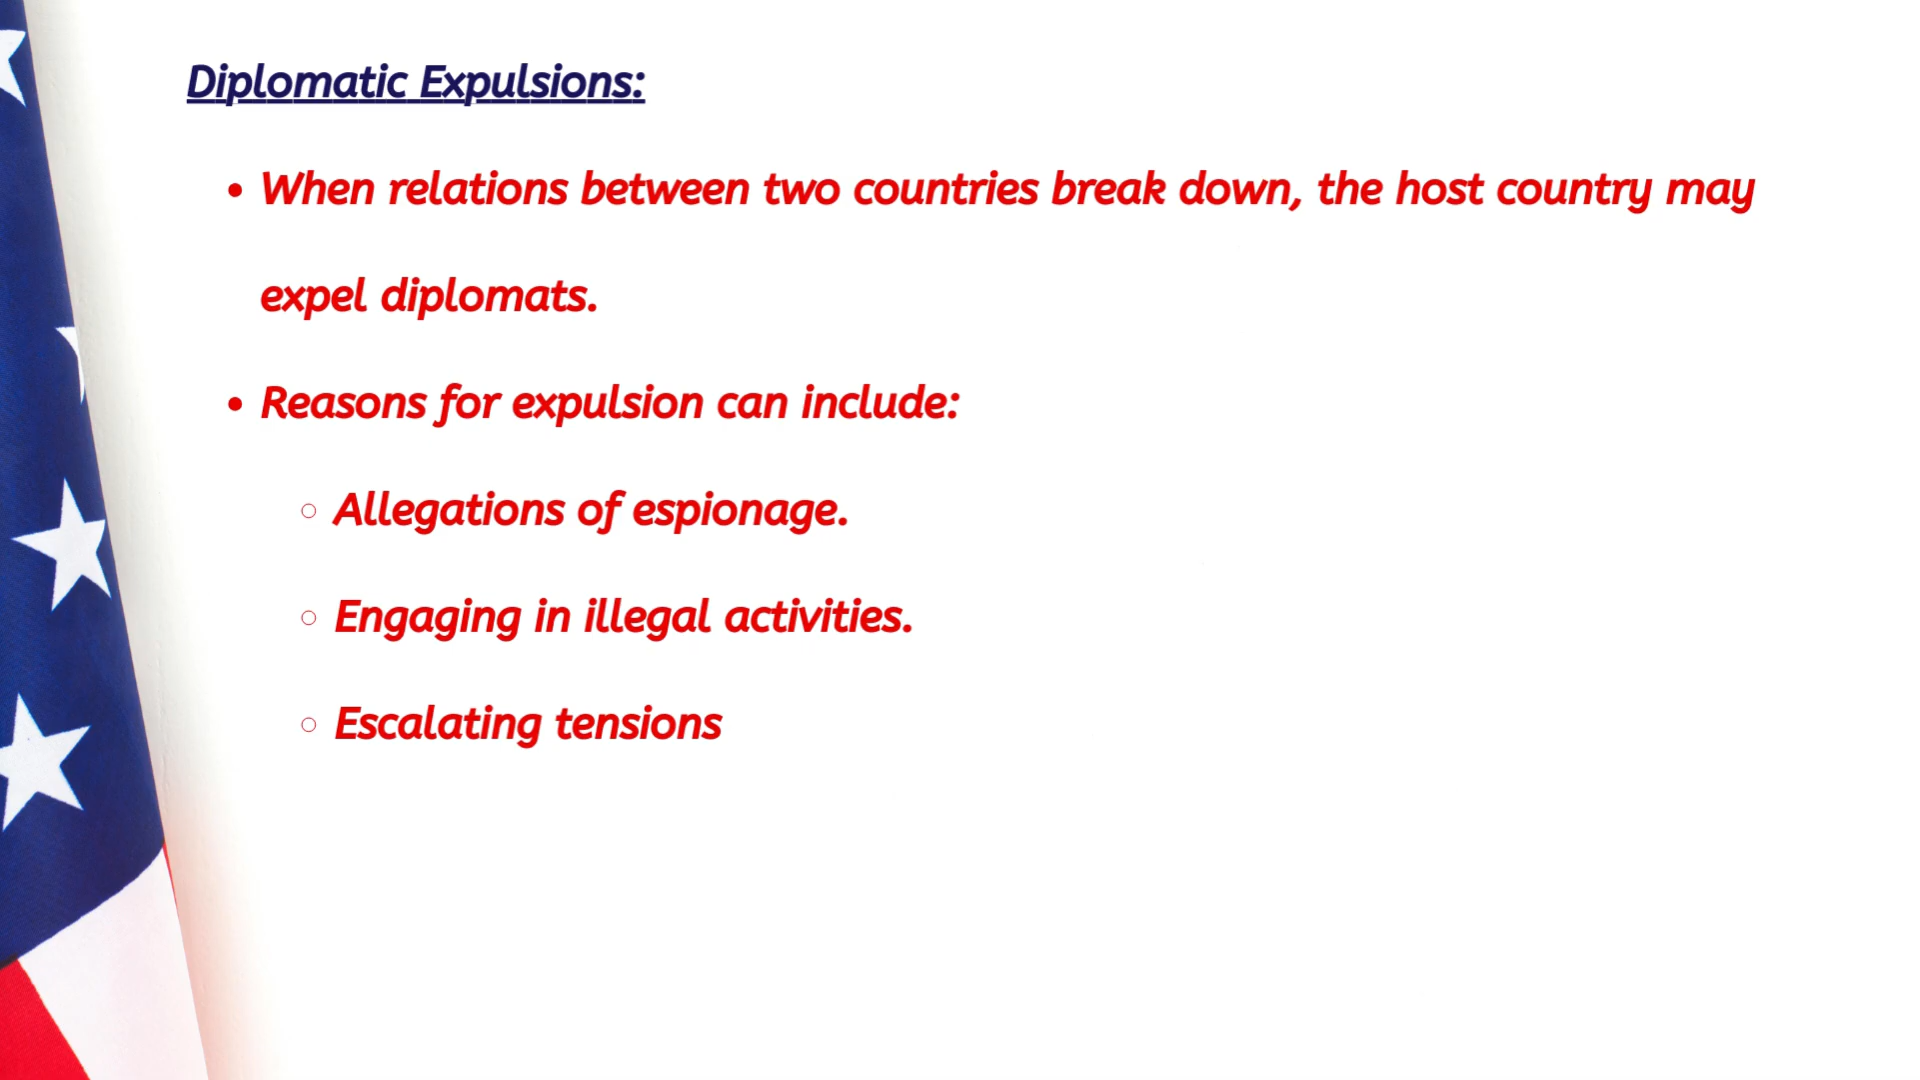 Diplomatic Expulsions:
• When relations between two countries break down, the host country may
expel diplomats.
• Reasons for expulsion can include:
○ Allegations of espionage.
○ Engaging in illegal activities.
○ Escalating tensions